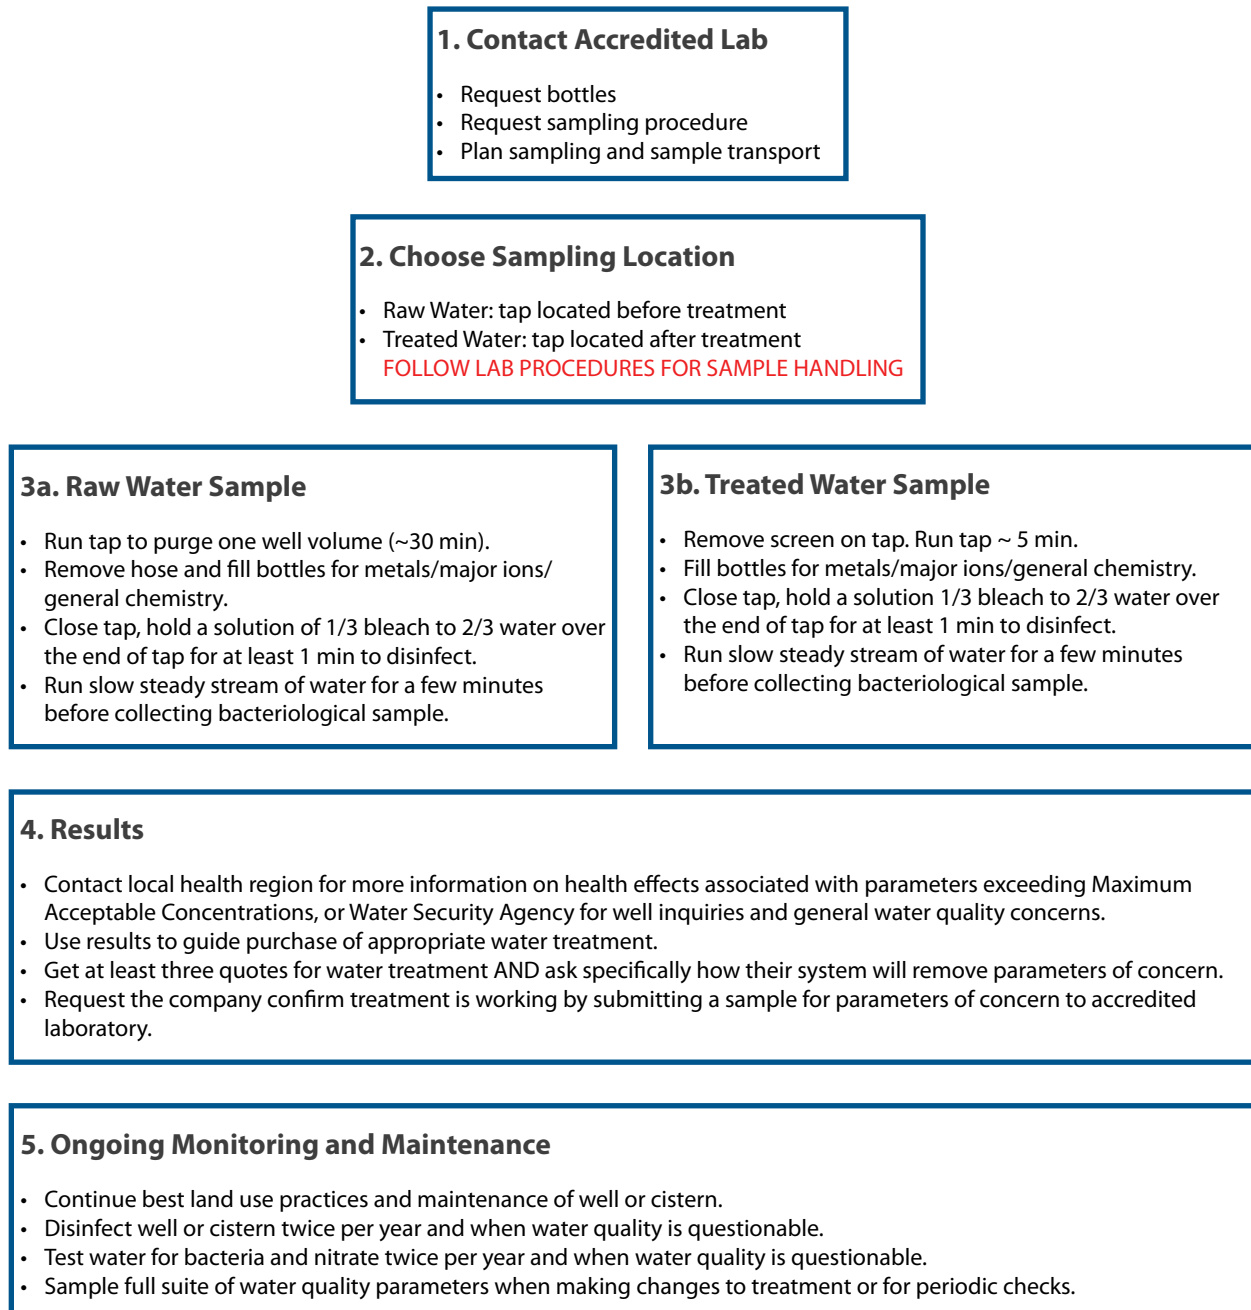 1. Contact Accredited Lab
• Request bottles
• Request sampling procedure
• Plan sampling and sample transport
2. Choose Sampling Location
• Raw Water: tap located before treatment
• Treated Water: tap located after treatment
FOLLOW LAB PROCEDURES FOR SAMPLE HANDLING
3a. Raw Water Sample
• Run tap to purge one well volume (~30 min).
• Remove hose and fill bottles for metals/major ions/
general chemistry.
• Close tap, hold a solution of 1/3 bleach to 2/3 water over
the end of tap for at least 1 min to disinfect.
• Run slow steady stream of water for a few minutes
before collecting bacteriological sample.
3b. Treated Water Sample
• Remove screen on tap. Run tap ~ 5 min.
• Fill bottles for metals/major ions/general chemistry.
• Close tap, hold a solution 1/3 bleach to 2/3 water over
the end of tap for at least 1 min to disinfect.
• Run slow steady stream of water for a few minutes
before collecting bacteriological sample.
4. Results
• Contact local health region for more information on health effects associated with parameters exceeding Maximum
Acceptable Concentrations, or Water Security Agency for well inquiries and general water quality concerns.
• Use results to guide purchase of appropriate water treatment.
• Get at least three quotes for water treatment AND ask specifically how their system will remove parameters of concern.
• Request the company confirm treatment is working by submitting a sample for parameters of concern to accredited
laboratory.
5. Ongoing Monitoring and Maintenance
• Continue best land use practices and maintenance of well or cistern.
• Disinfect well or cistern twice per year and when water quality is questionable.
• Test water for bacteria and nitrate twice per year and when water quality is questionable.
• Sample full suite of water quality parameters when making changes to treatment or for periodic checks.